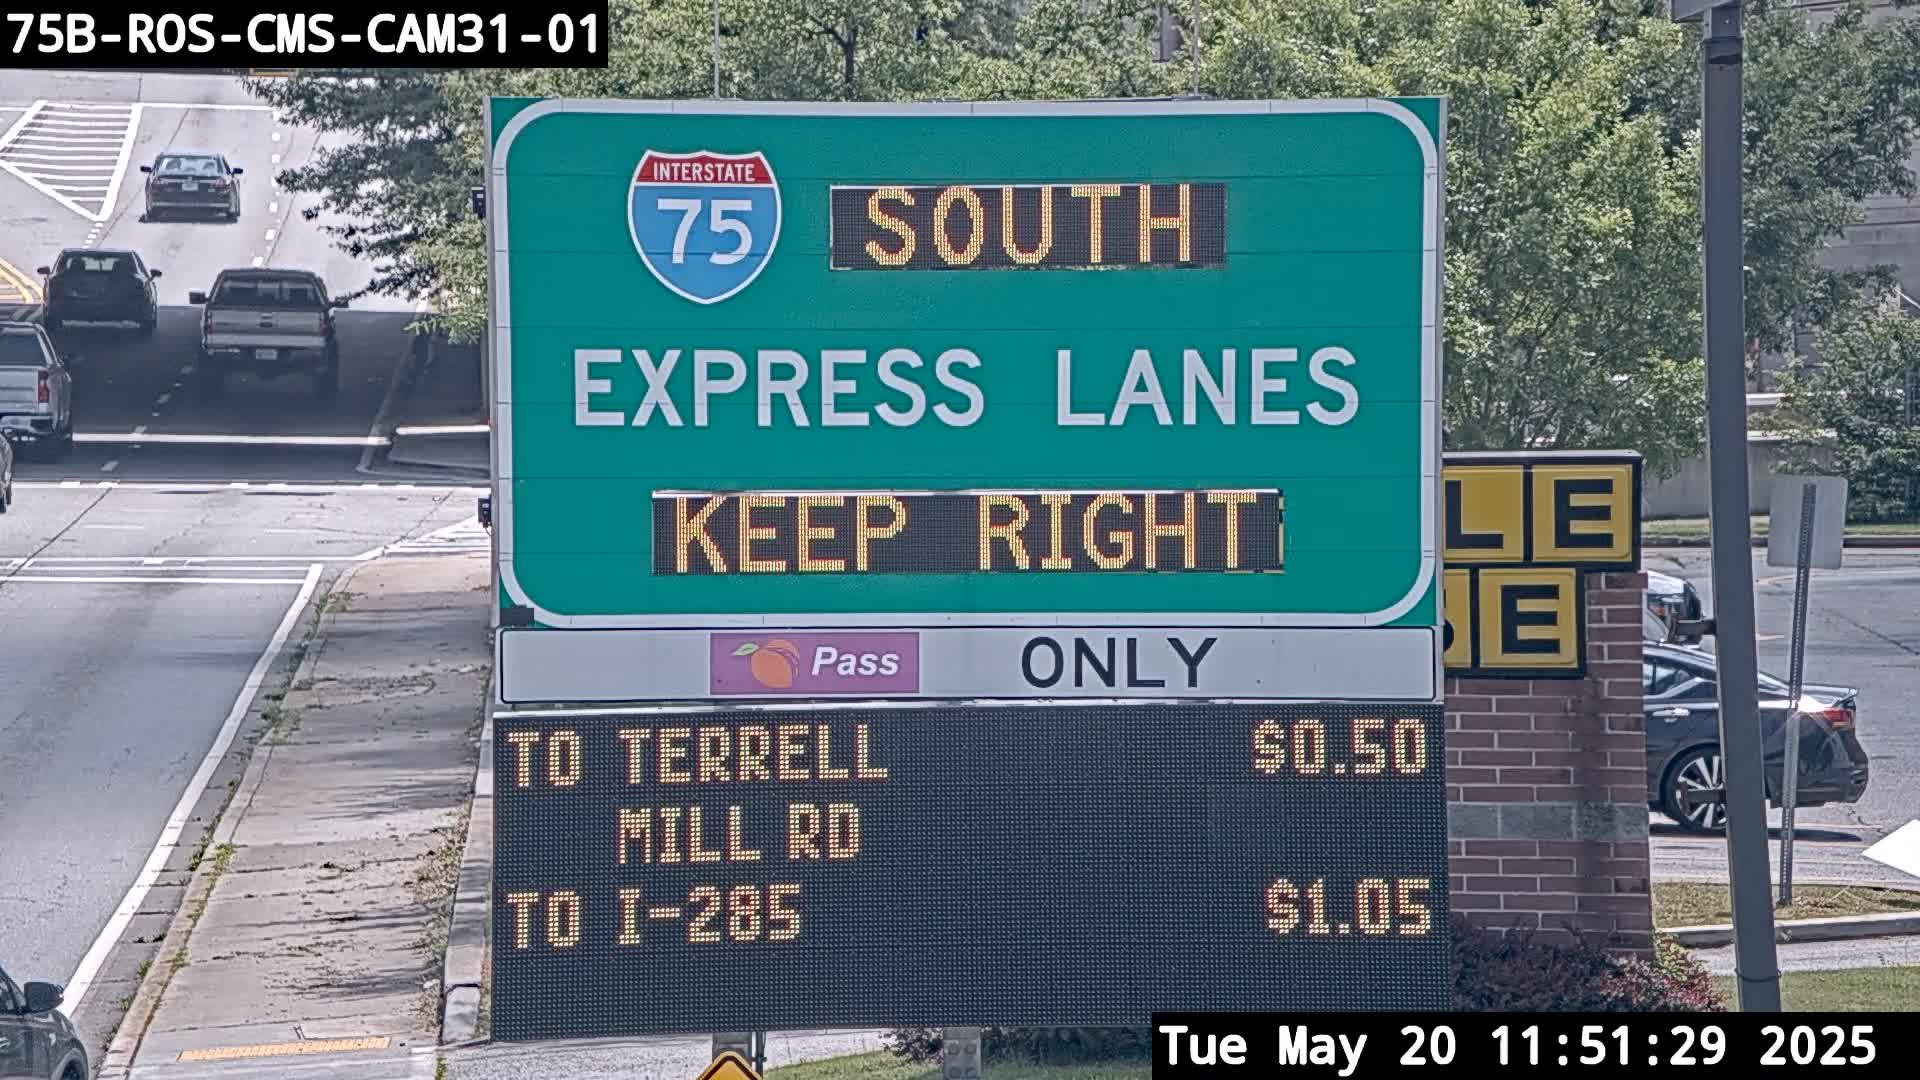 75B-ROS-CMS-CAM31-01
INTERSTATE
75
SOUTH
EXPRESS LANES
KEEP RIGHT
LE
E
Pass ONLY
TO TERRELL $0.50
MILL RD
TO I-285 $1.05
Tue May 20 11:51:29 2025